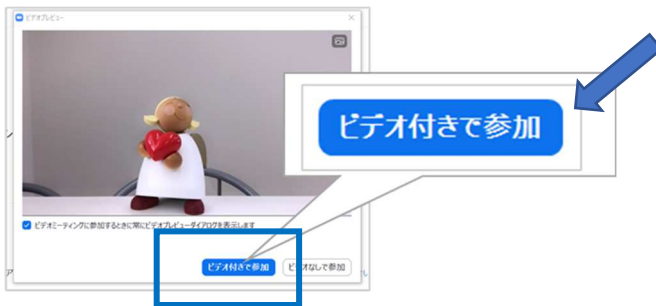 ビデオプレビュー
ビデオ付きで参加
ビデオミーティングに参加するときに常にビデオプレビューダイアログを表示します
ビデオ付きで参加
ビデオなしで参加